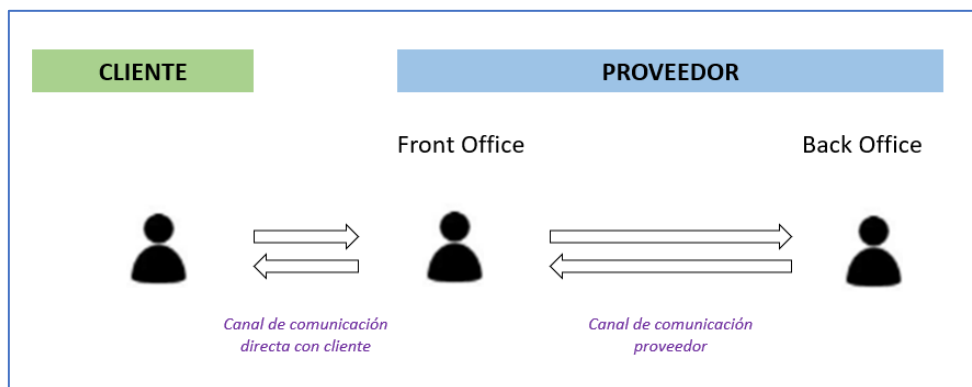 CLIENTE
PROVEEDOR
Front Office
Back Office
Canal de comunicación
directa con cliente
Canal de comunicación
proveedor